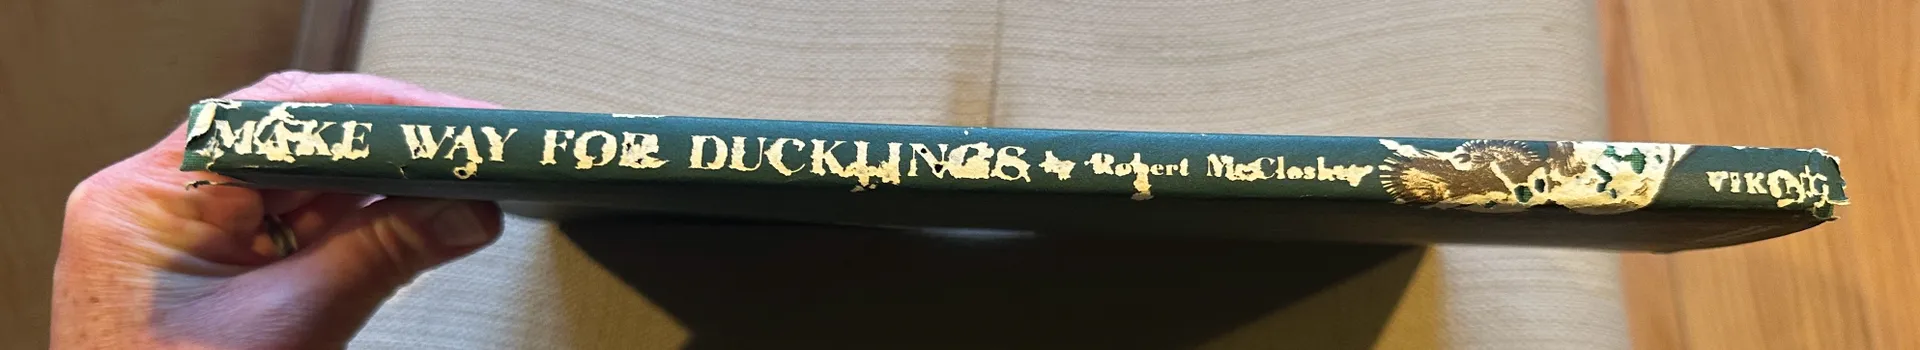 MAKE WAY FOR DUCKLINGS by Robert McCloskey VIKING